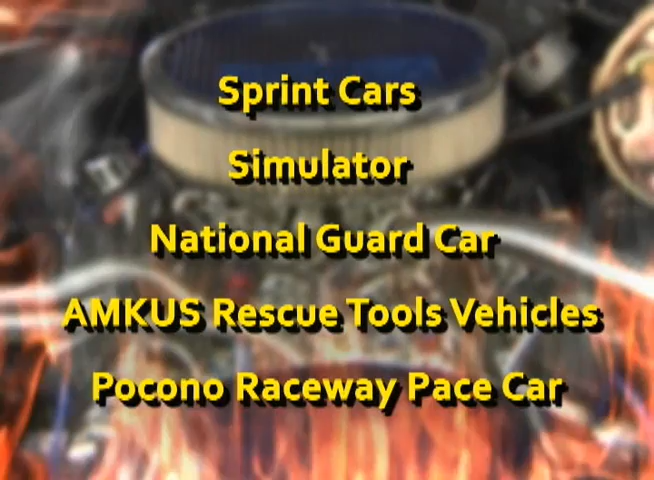 Sprint Cars
Simulator
National Guard Car
AMKUS Rescue Tools Vehicles
Pocono Raceway Pace Car